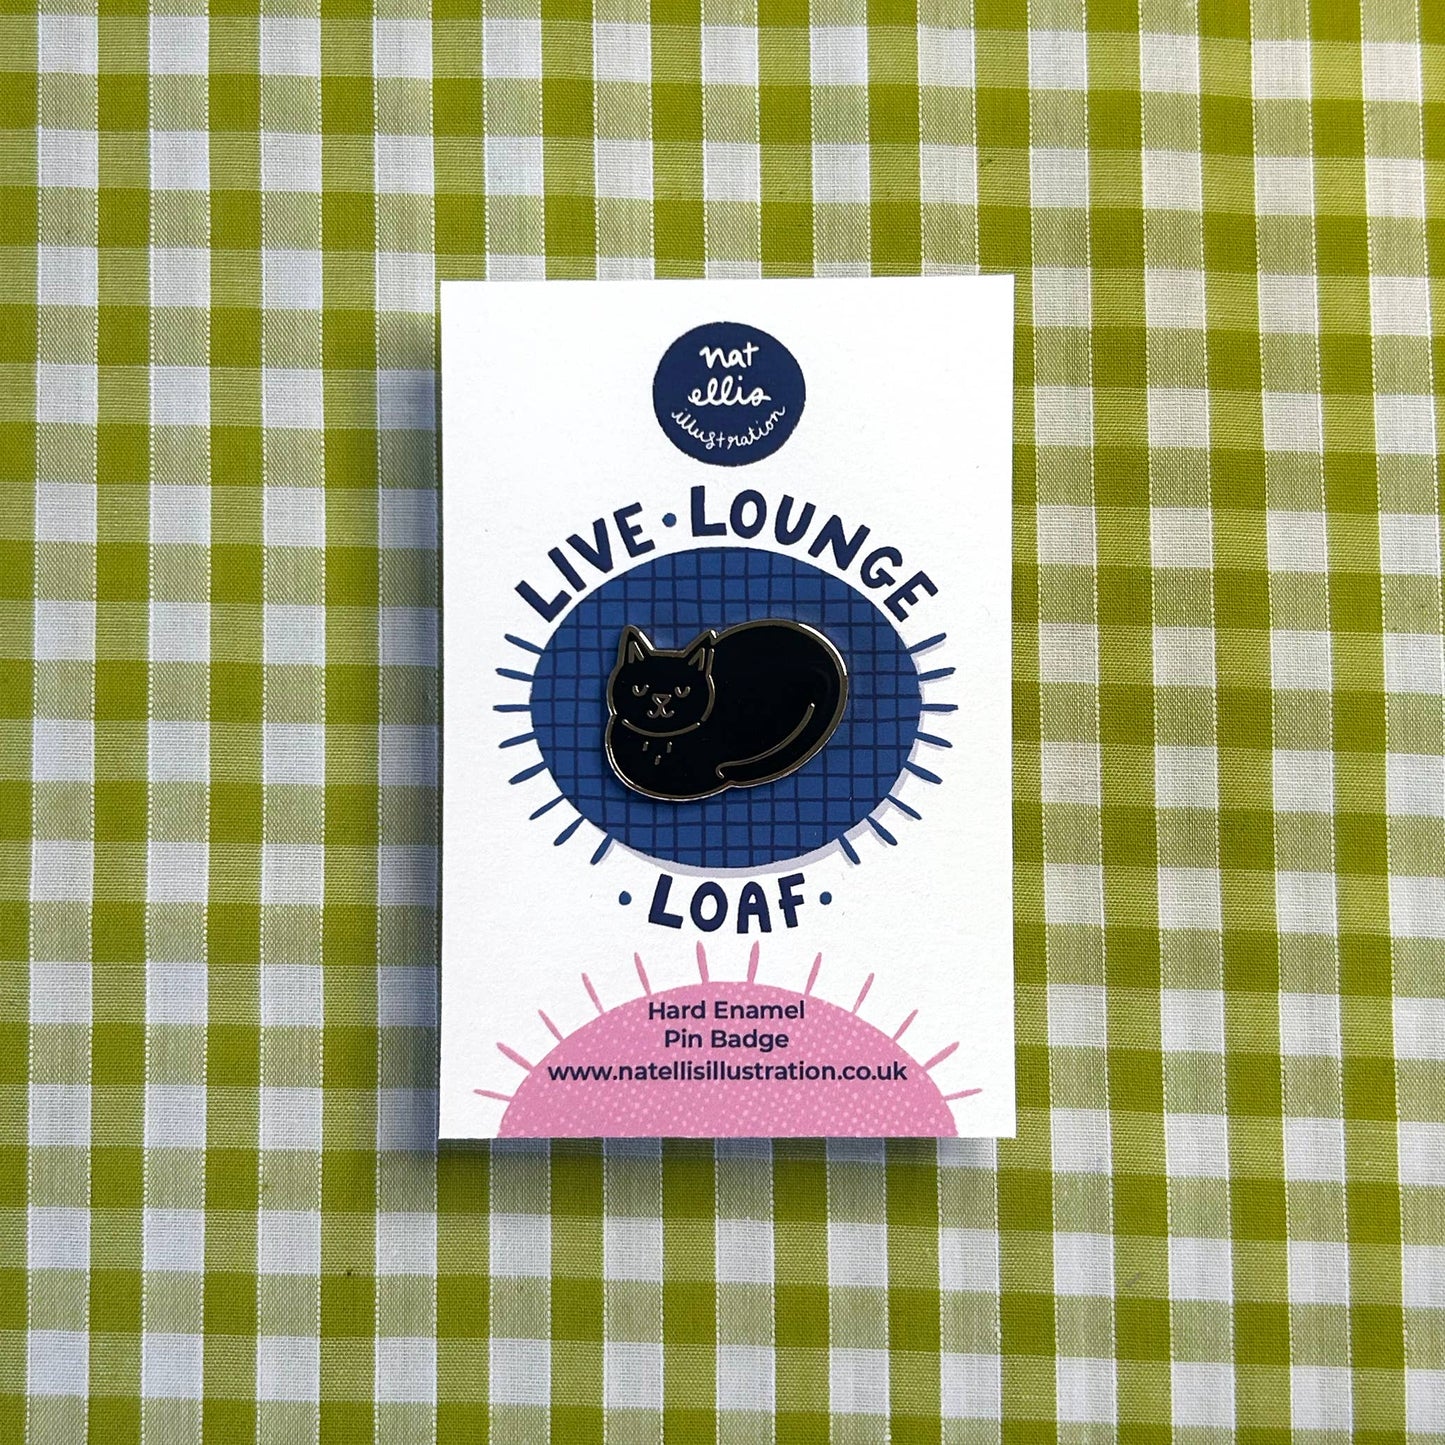 nat
ellis
illustration
LIVE • LOUNGE
• LOAF •
Hard Enamel
Pin Badge
www.natellisillustration.co.uk